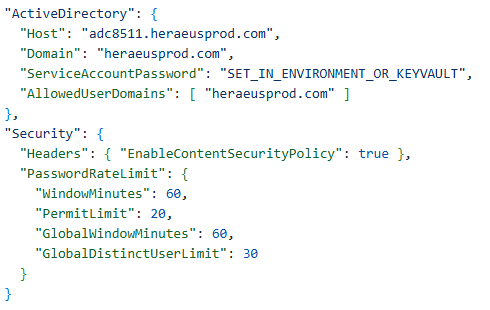 "ActiveDirectory": {
  "Host": "adc8511.heraeusprod.com",
  "Domain": "heraeusprod.com",
  "ServiceAccountPassword": "SET_IN_ENVIRONMENT_OR_KEYVAULT",
  "AllowedUserDomains": [ "heraeusprod.com" ]
},
"Security": {
  "Headers": { "EnableContentSecurityPolicy": true },
  "PasswordRateLimit": {
    "WindowMinutes": 60,
    "PermitLimit": 20,
    "GlobalWindowMinutes": 60,
    "GlobalDistinctUserLimit": 30
  }
}